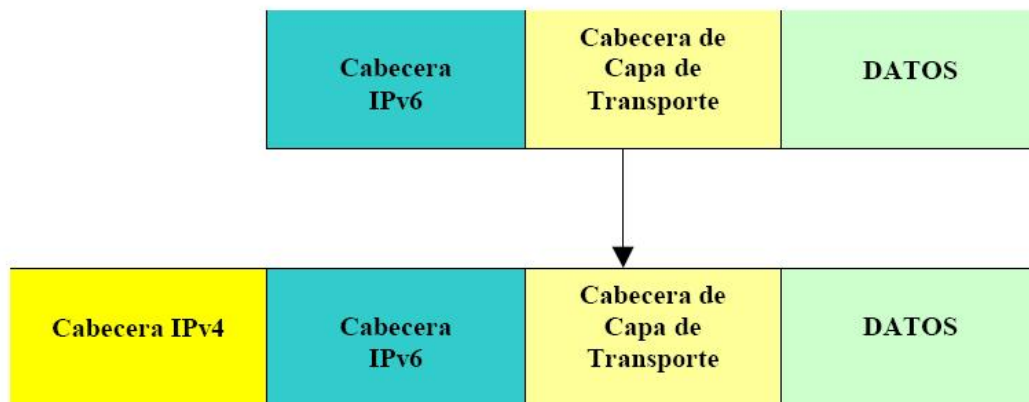 Cabecera
IPv6
Cabecera de
Capa de
Transporte
DATOS
Cabecera IPv4
Cabecera
IPv6
Cabecera de
Capa de
Transporte
DATOS